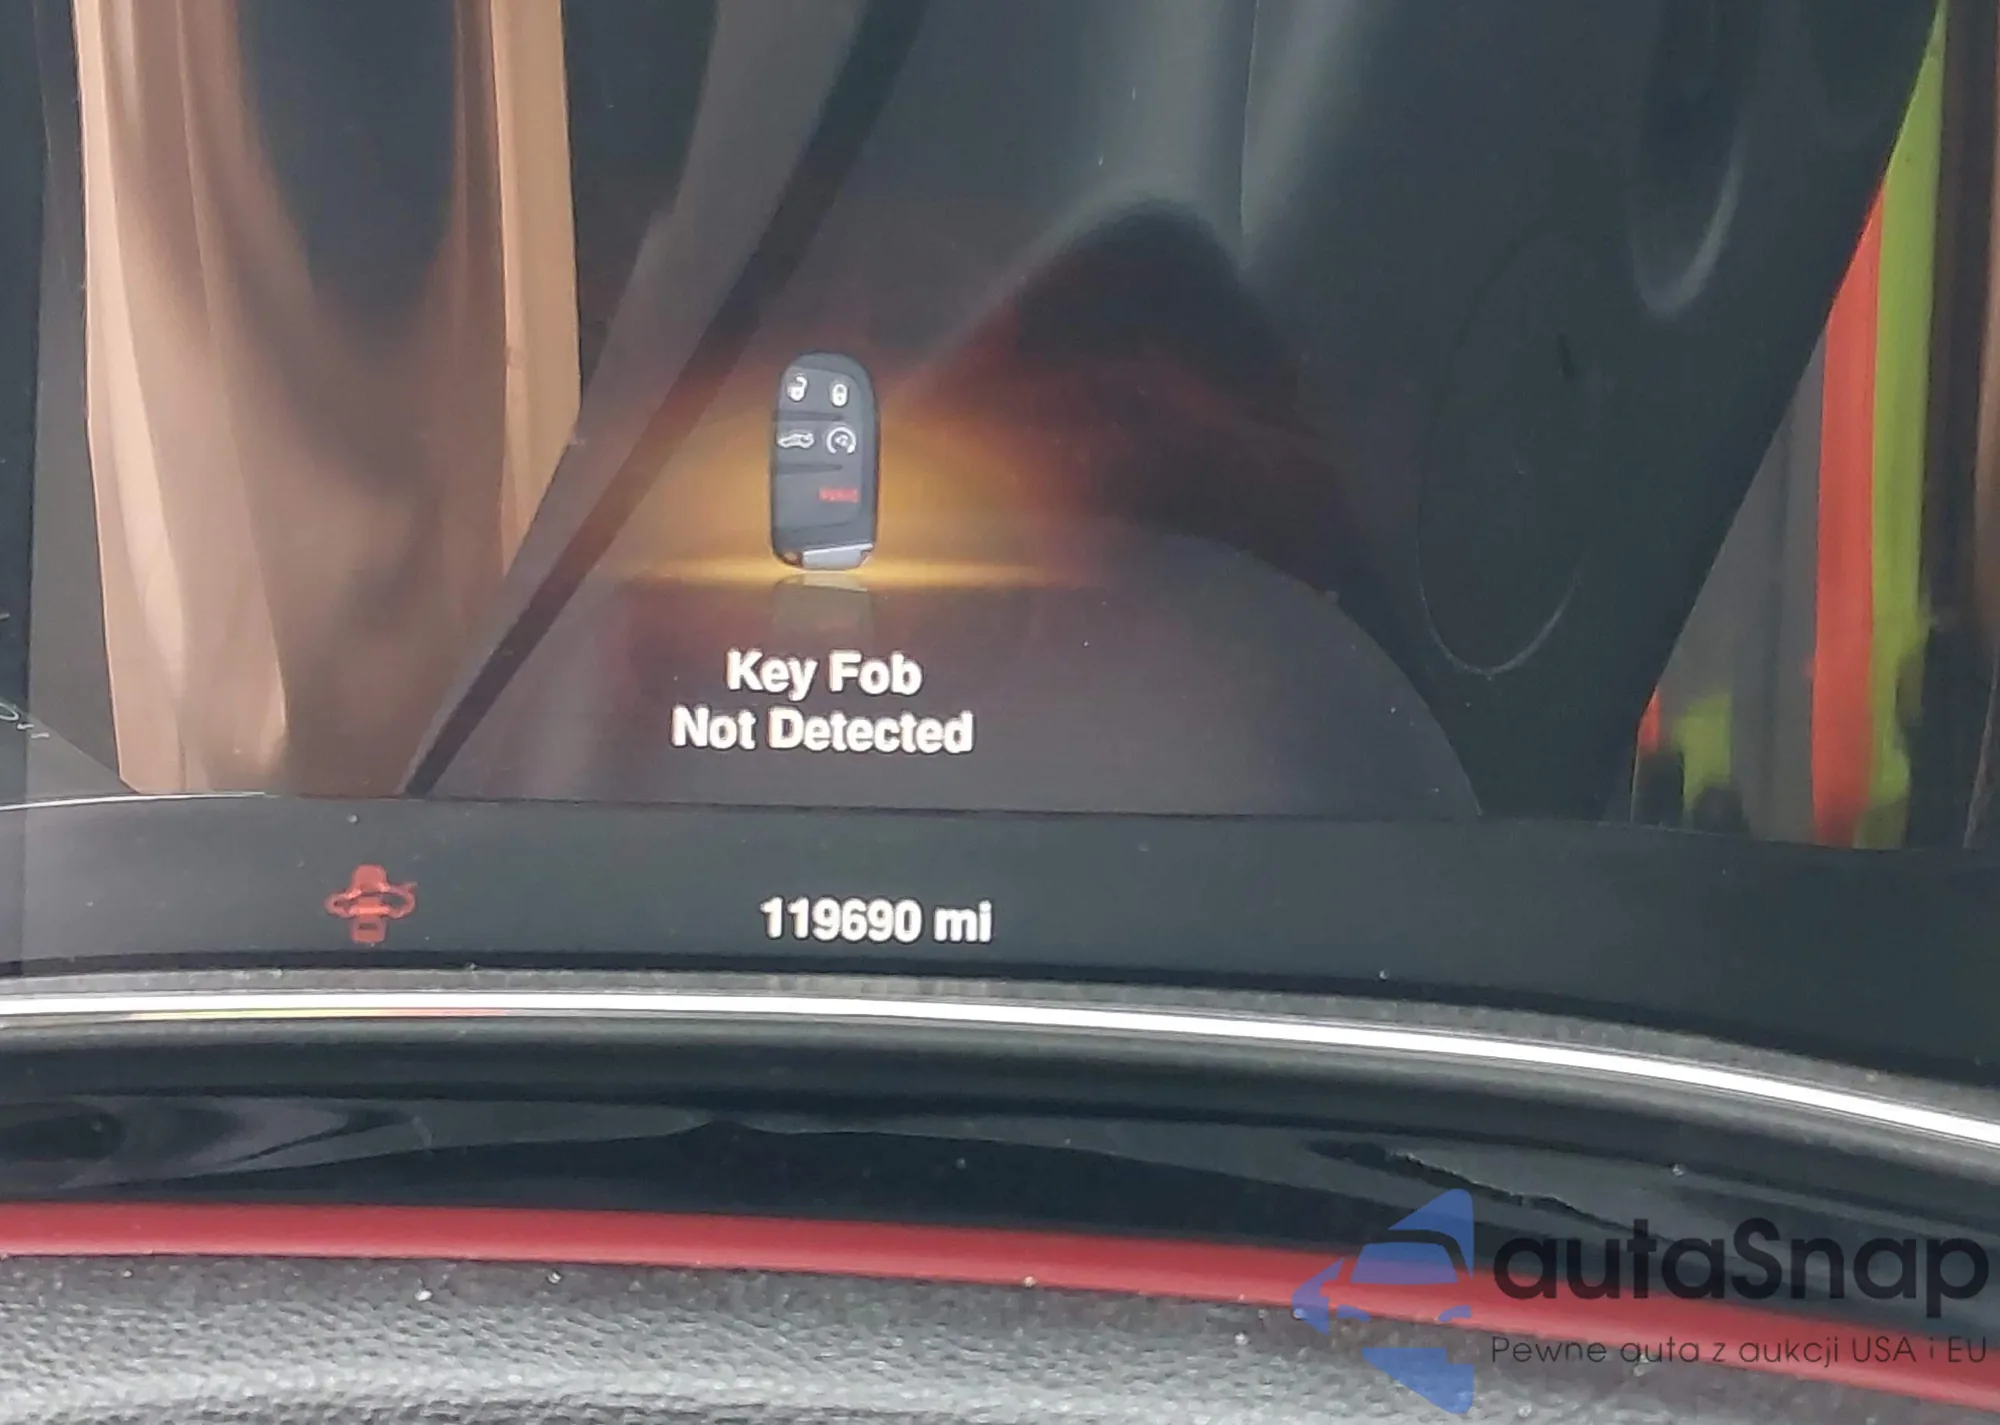 Key Fob
Not Detected
119690 mi
autaSnap
Pewne auta z aukcji USA i EU